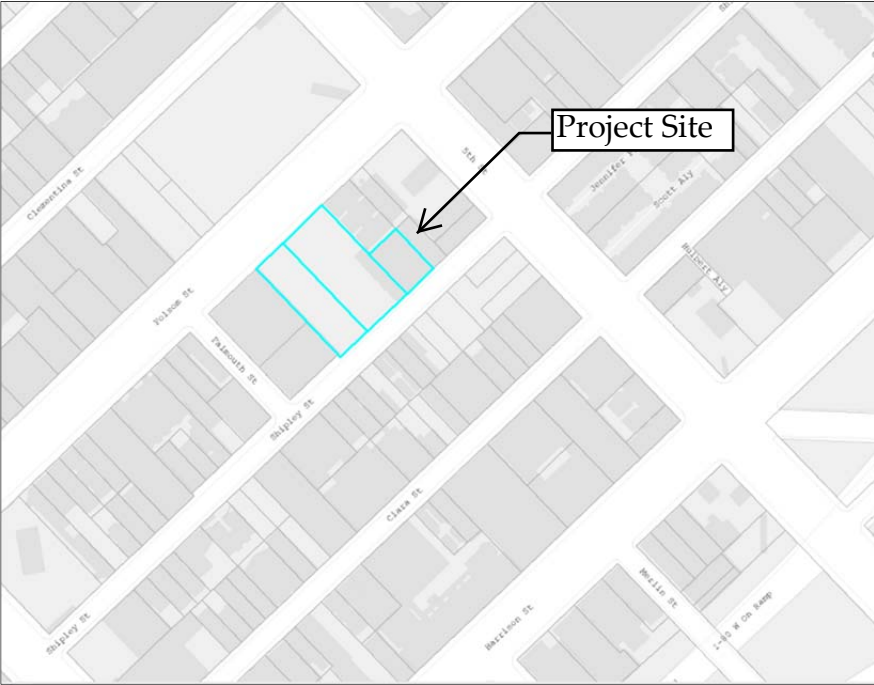 Sh
Project Site
5th St
Jennifer P
Clementina St
Scott Aly
Hulbert Aly
Folsom St
Falmouth St
Shipley St
Clara St
Merlin St
I-80 W On Ramp
Harrison St
Shipley St